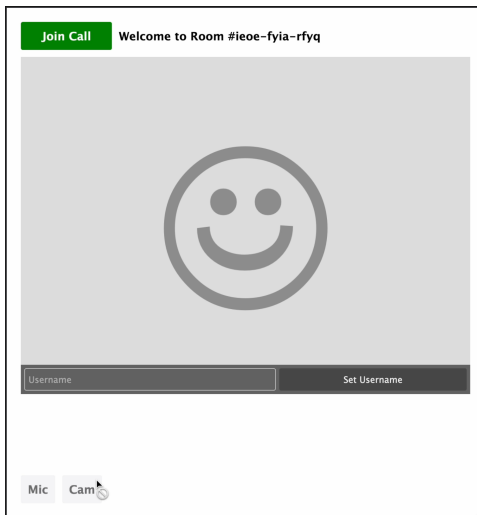 Join Call
Welcome to Room #ieoe-fyia-rfyq
Username
Set Username
Mic
Cam